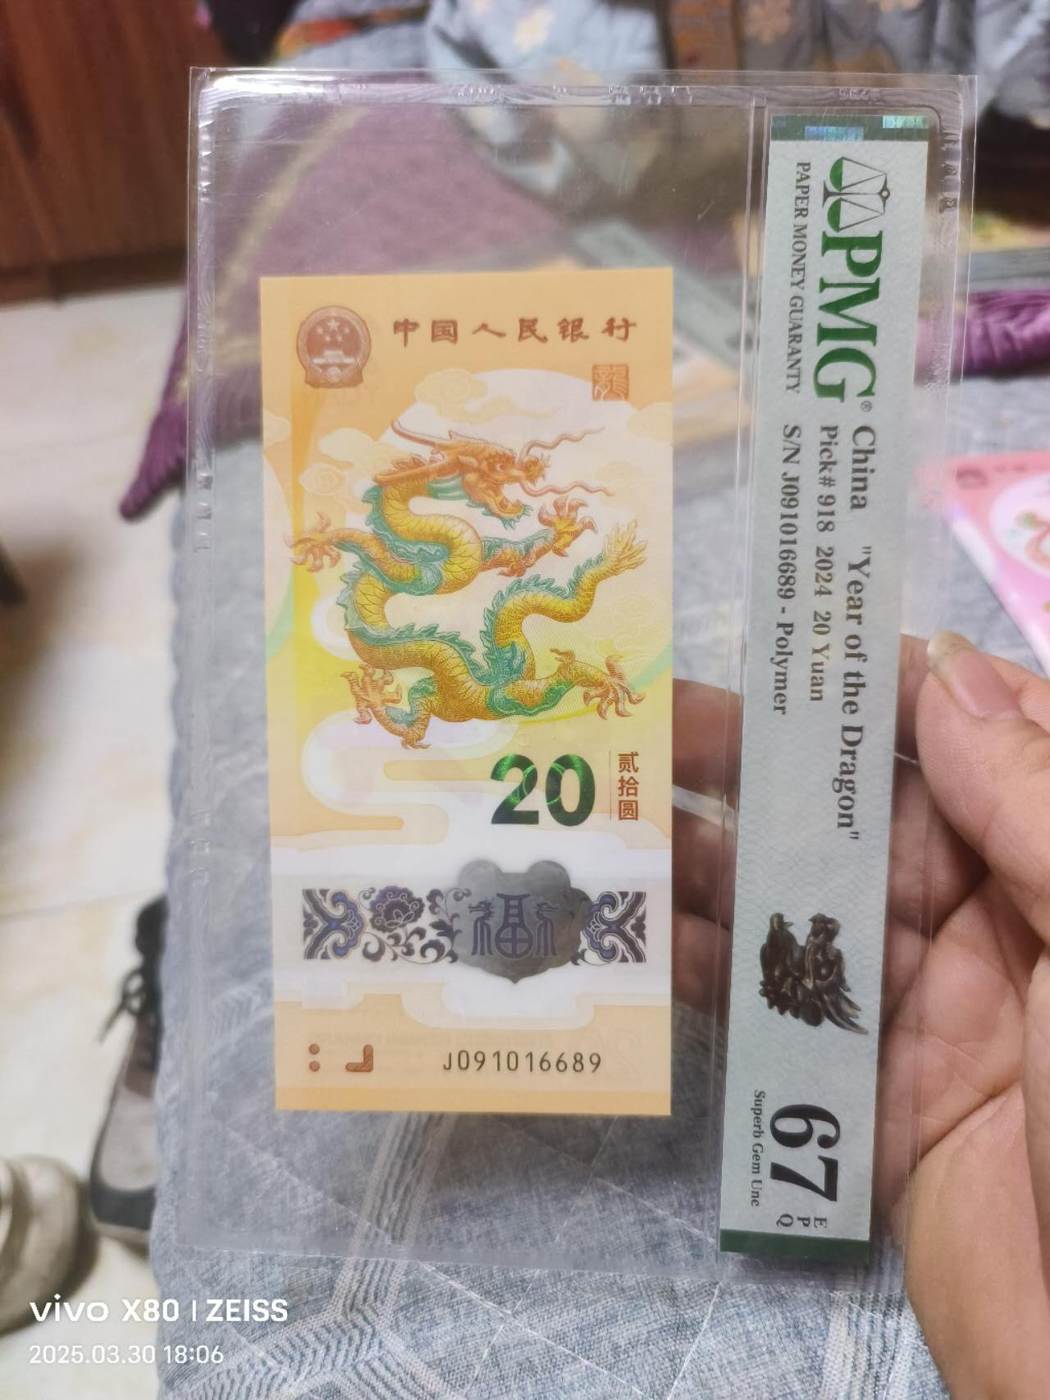 中国人民银行
龍
20
贰拾圆
福
J091016689
PMG®
PAPER MONEY GUARANTY
China "Year of the Dragon"
Pick# 918 2024 20 Yuan
S/N J091016689 - Polymer
67 EPQ
Superb Gem Unc
vivo X80 | ZEISS
2025.03.30 18:06